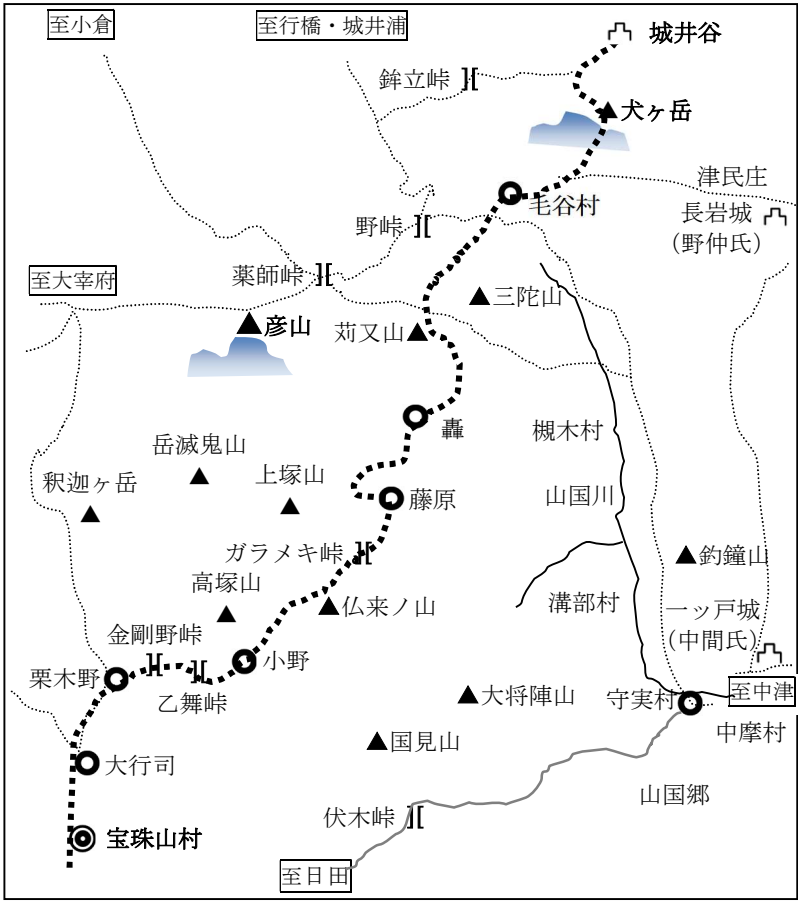 至小倉
至行橋・城井浦
城井谷
鉾立峠
犬ヶ岳
津民庄
毛谷村
長岩城
（野仲氏）
野峠
薬師峠
至大宰府
三陀山
彦山
苅又山
轟
槻木村
岳滅鬼山
上塚山
釈迦ヶ岳
藤原
山国川
ガラメキ峠
釣鐘山
高塚山
仏来ノ山
溝部村
一ッ戸城
（中間氏）
金剛野峠
小野
栗木野
乙舞峠
大将陣山
守実村
至中津
中摩村
国見山
大行司
山国郷
伏木峠
宝珠山村
至日田